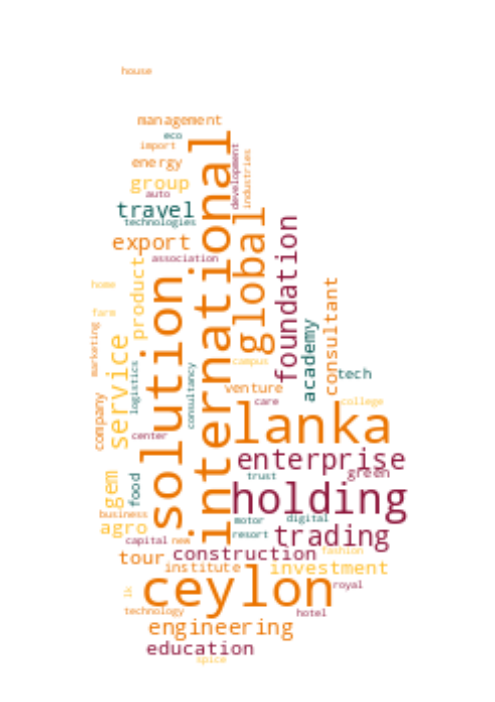 house
management
eco
import
energy
group
auto
travel
technologies
export
association
international
development
industries
global
foundation
product
home
farm
marketing
solution
service
logistics
consultancy
campus
consultant
academy
tech
venture
care
college
company
center
lanka
enterprise
green
trust
gem
food
holding
business
agro
motor
digital
resort
trading
capital
new
tour
construction
fashion
institute
investment
ceylon
royal
lk
technology
hotel
engineering
education
spice